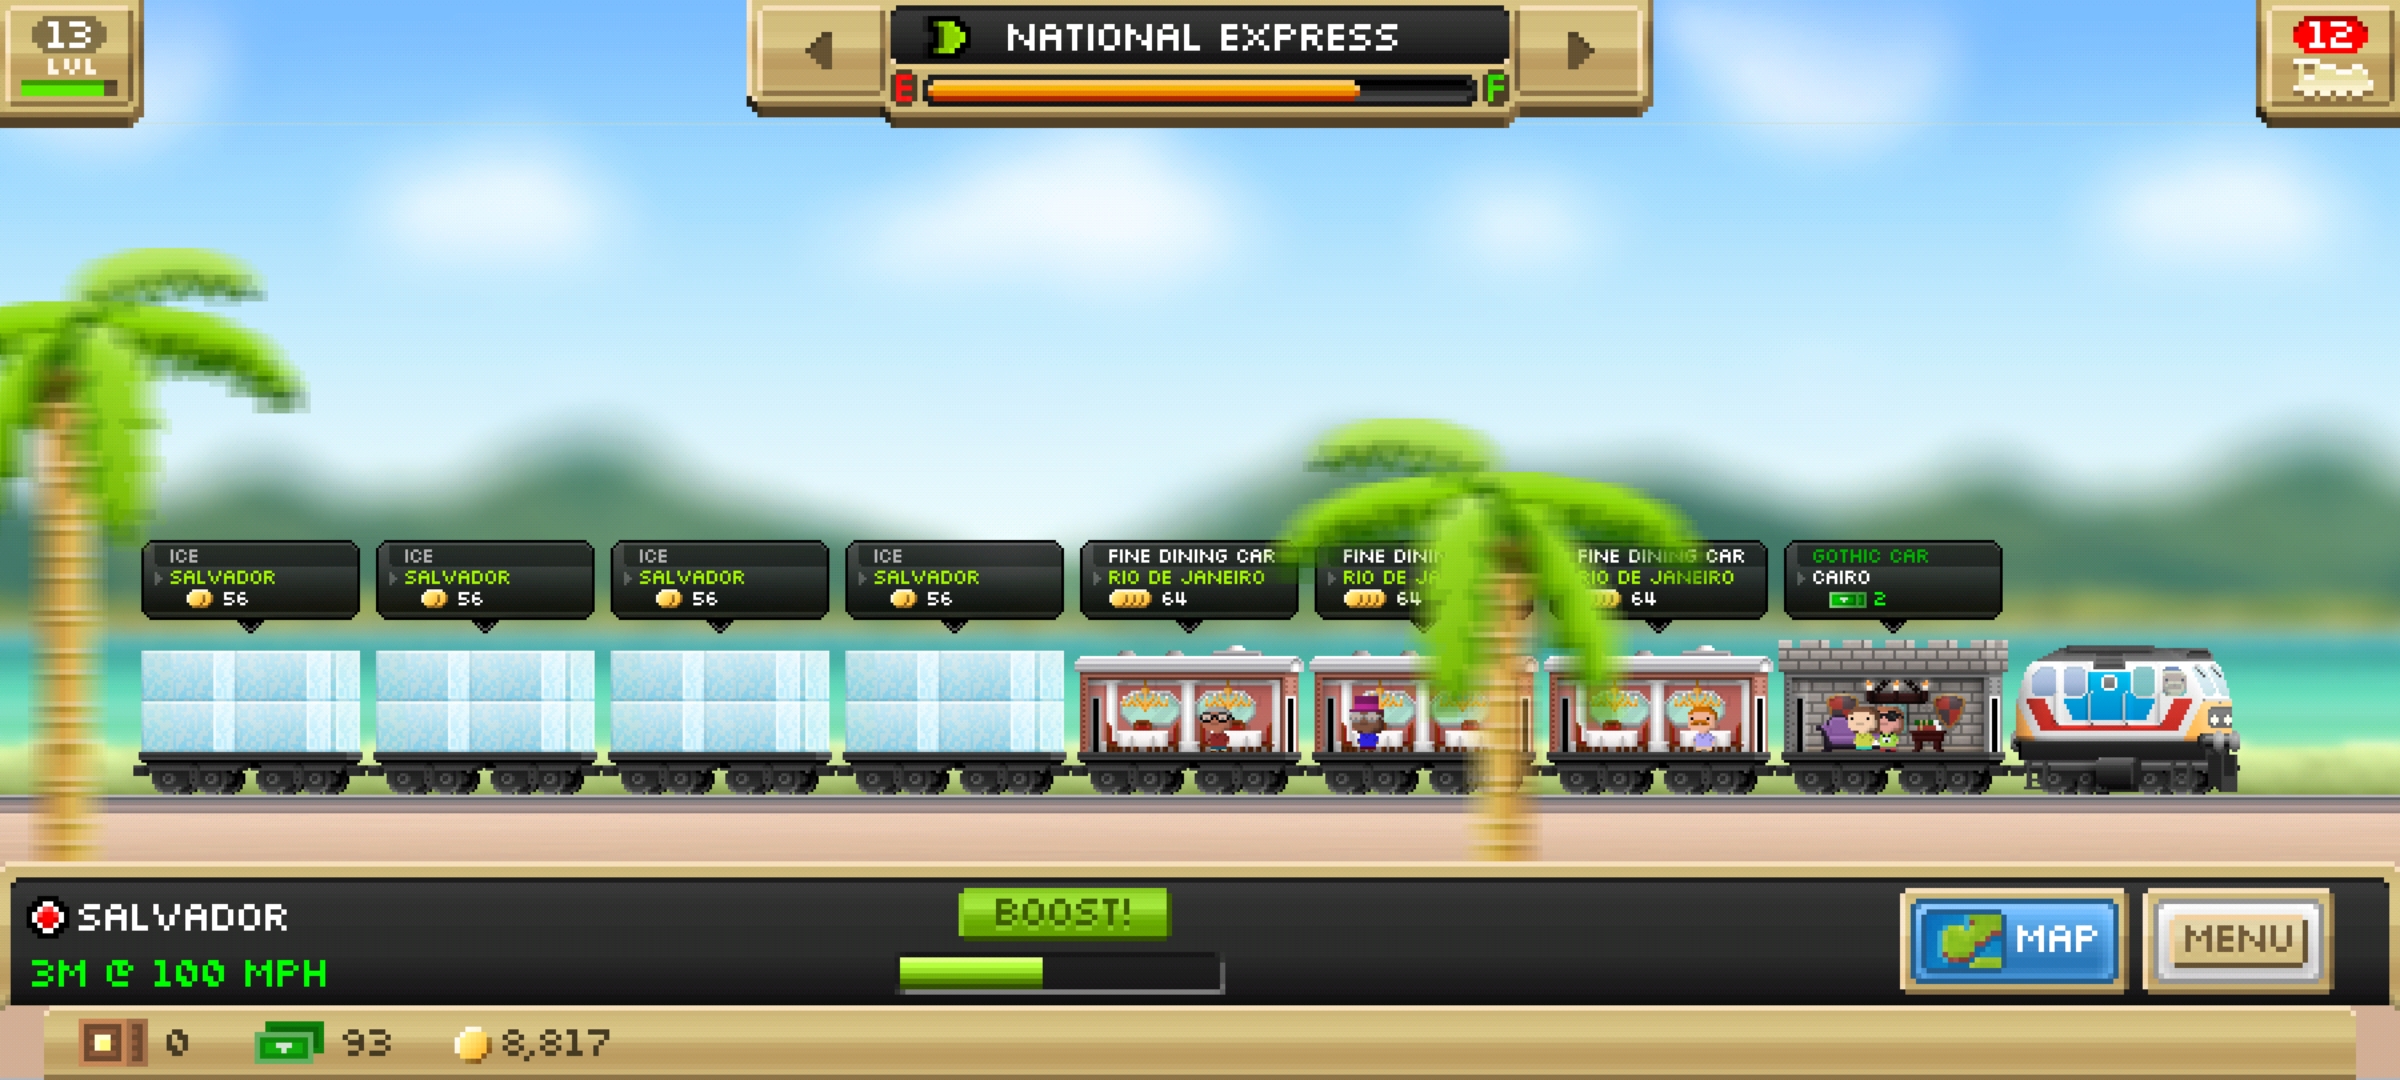 13
LVL
NATIONAL EXPRESS
E F
12
ICE
SALVADOR
56
ICE
SALVADOR
56
ICE
SALVADOR
56
ICE
SALVADOR
56
FINE DINING CAR
RIO DE JANEIRO
64
FINE
RIO DE
64
FINE DINING CAR
RIO DE JANEIRO
64
GOTHIC CAR
CAIRO
2
SALVADOR
3M @ 100 MPH
BOOST!
MAP
MENU
0 93 8,817